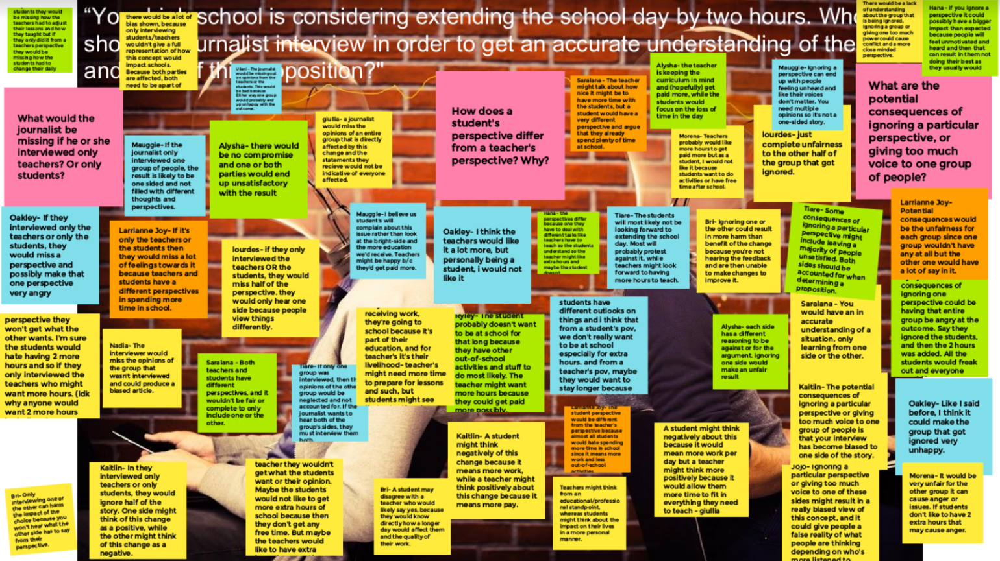 “Yo
school is considering extending the school day by two hours. Who
sho
urnalist interview in order to get an accurate understanding of the
and
f thi
oposition?"
students they would
be missing how the
teachers had to adjust
their lessons and how
they taught but if
they only did it from a
teachers perspective
they would be
missing how the
students had to
change their daily
there would be a lot of
bias shown, because
only interviewing
students/teachers
wouldn't give a full
representation of how
this concept would
impact schools.
Because both parties
are affected, both
need to be apart of
The journalist
would be missing out
on opinions from the
teachers or the
students. This would
be bad because
Either way one group
would probably end
up unhappy with the
outcome.
What would the
journalist be
missing if he or she
interviewed only
teachers? Or only
students?
Mauggie- If the
journalist only
interviewed one
group of people, the
result is likely to be
one sided and not
filled with different
thoughts and
perspectives.
Alysha- there would
be no compromise
and one or both
parties would end
up unsatisfactory
with the result
giullia- a journalist
would miss the
opinions of an entire
group that is directly
affected by this
change and the
statements they
recieve would not be
indicative of everyone
affected.
Oakley- If they
interviewed only the
teachers or only the
students, they
would miss a
perspective and
possibly make that
one perspective
very angry
Larrianne Joy- If it's
only the teachers or
the students then
they would miss a lot
of feelings towards it
because teachers and
students have a
different perspectives
in spending more
time in school.
lourdes- if they only
interviewed the
teachers OR the
students, they would
miss half of the
perspective. they
would only hear one
side because people
view things
differently.
perspective they
won't get what the
other wants. I'm sure
the students would
hate having 2 more
hours and so if they
only interviewed the
teachers who might
want more hours. (Idk
why anyone would
want 2 more hours
Nadia- The
interviewer would
miss the opinions of
the group that
wasn't interviewed
and could produce a
biased article.
Saralana - Both
teachers and
students have
different
perspectives, and it
wouldn't be fair or
complete to only
include one or the
other.
Tiare- If only one
group was
interviewed, then th
opinions of the othe
group would be
neglected and not
accounted for. If the
journalist wants to
hear both of the
group's sides, they
must interview them
both.
Bri- Only
interviewing one or
the other can harm
the impact of the
choice because you
won't hear what the
other side has to say
from their
perspective.
Kaitlin- In they
interviewed only
teachers or only
students, they would
ignore half of the
story. One side might
think of this change
as a positive, while
the other might think
of this change as a
negative.
teacher they wouldn't
get what the students
want or their opinion.
Maybe the students
would not like to get
more extra hours of
school because then
they don't get any
free time. But maybe
the teachers would
like to have extra
How does a
student's
perspective differ
from a teacher's
perspective? Why?
Saralana - The teacher
might talk about how
nice it might be to
have more time with
the students, but a
student would have a
very different
perspective and argue
that they already
spend plenty of time
at school.
Alysha- the teacher
is keeping the
curriculum in mind
and (hopefully) get
paid more, while the
students would
focus on the loss of
time in the day
Morena- Teachers
probably would like
more hours to get
paid more but as a
student, I would not
like it because
students want to do
activities or have free
time after school.
Mauggie- I believe us
student's will
complain about this
issue rather than look
at the bright-side and
the more education
we'd receive. Teachers
might be happy b/c
they'd get paid more.
Oakley- I think the
teachers would like
it a lot more, but
personally being a
student, i would not
like it
Hana - the
perspectives differ
because one they
have to deal with
different tasks like
teachers have to
teach so the students
understand so the
teacher might like
extra hours and
maybe the student
doesn't
Tiare- The students
will most likely not be
looking forward to
extending the school
day. Most will
probably protest
against it, while
teachers might look
forward to having
more hours to teach.
receiving work,
they're going to
school because it's
part of their
education, and for
teacher's it's their
livelihood- teacher's
might need more time
to prepare for lessons
and such, but
students might see
Ryley- The student
probably doesn't want
to be at school for
that long because
they have other
out-of-school
activities and stuff to
do most likely. The
teacher might want
more hours because
they could get paid
more possibly.
students have
different outlooks on
things and i think that
from a student's pov,
we don't really want
to be at school
especially for extra
hours. and from a
teacher's pov, maybe
they would want to
stay longer because
Larrianne Joy- The
student perspective
would be different
from the teacher's
perspective because
almost all students
would hate spending
more time in school
since it means more
work and less
out-of-school
activities
Kaitlin- A student
might think
negatively of this
change because it
means more work,
while a teacher might
think positively about
this change because it
means more pay.
Bri- A student may
disagree with a
teacher who would
likely say yes, because
they would know
directly how a longer
day would affect them
and the quality of
their work.
Teachers might think
from an
educational/professio
nal standpoint,
whereas students
might think about the
impact on their lives
in a more personal
manner.
A student might think
negatively about this
because it would
mean more work per
day but a teacher
might think more
positively because it
would allow them
more time to fit in
everything they need
to teach - giullia
There would be a lack
of understanding
about the group that
is being ignored.
Ignoring a group or
giving one too much
power could cause
conflict and a more
close minded
perspective.
Hana - if you ignore a
perspective it could
possibly have a bigger
impact than expected
because people will
feel unmotivated and
heard and then that
can result in them not
doing their best as
they usually would
Mauggie- Ignoring a
perspective can end
up with people
feeling unheard and
like their voices
don't matter. You
need multiple
opinions so it's not a
one-sided story.
lourdes- just
complete unfairness
to the other half of
the group that got
ignored.
What are the
potential
consequences of
ignoring a particular
perspective, or
giving too much
voice to one group
of people?
Bri- Ignoring one or
the other could result
in more harm than
benefit of the change
because you're not
hearing the feedback
and are then unable
to make changes to
improve it.
Tiare- Some
consequences of
ignoring a particular
perspective might
include leaving a
majority of people
unsatisfied. Both
sides should be
accounted for when
determining a
proposition.
Larrianne Joy-
Potential
consequences would
be the unfairness for
each group since one
group wouldn't have
any at all but the
other one would have
a lot of say in it.
Alysha- each side
has a different
reasoning to be
against or for the
argument. Ignoring
one side would
make an unfair
result
Saralana - You
would have an in
accurate
understanding of a
situation, only
learning from one
side or the other.
consequences of
ignoring one
perspective could be
having that entire
group be angry at the
outcome. Say they
ignored the students,
and then the 2 hours
was added. All the
students would freak
out and everyone
Kaitlin- The potential
consequences of
Ignoring a particular
perspective or giving
too much voice to one
group of people is
that your interview
has become biased to
one side of the story.
Oakley- Like I said
before, I think it
could make the
group that got
ignored very
unhappy.
Jojo- Ignoring a
particular perspective
or giving too much
voice to one of these
sides might result in a
really biased view of
this concept, and it
could give people a
false reality of what
people are thinking
depending on who's
more listened to
Morena- It would be
very unfair for the
other group it can
cause anger or
issues. If students
don't like to have 2
extra hours that
may cause anger.